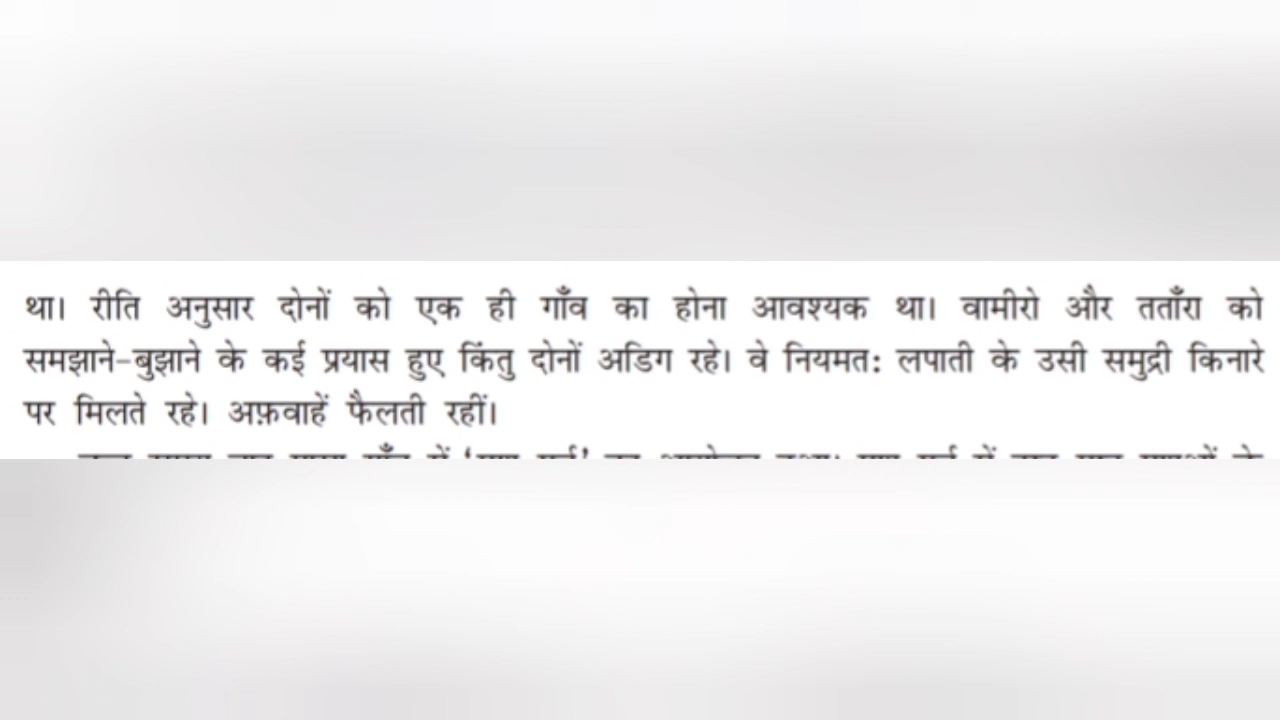 था। रीति अनुसार दोनों को एक ही गाँव का होना आवश्यक था। वामीरो और तताँरा को
समझाने-बुझाने के कई प्रयास हुए किंतु दोनों अडिग रहे। वे नियमत: लपाती के उसी समुद्री किनारे
पर मिलते रहे। अफ़वाहें फैलती रहीं।